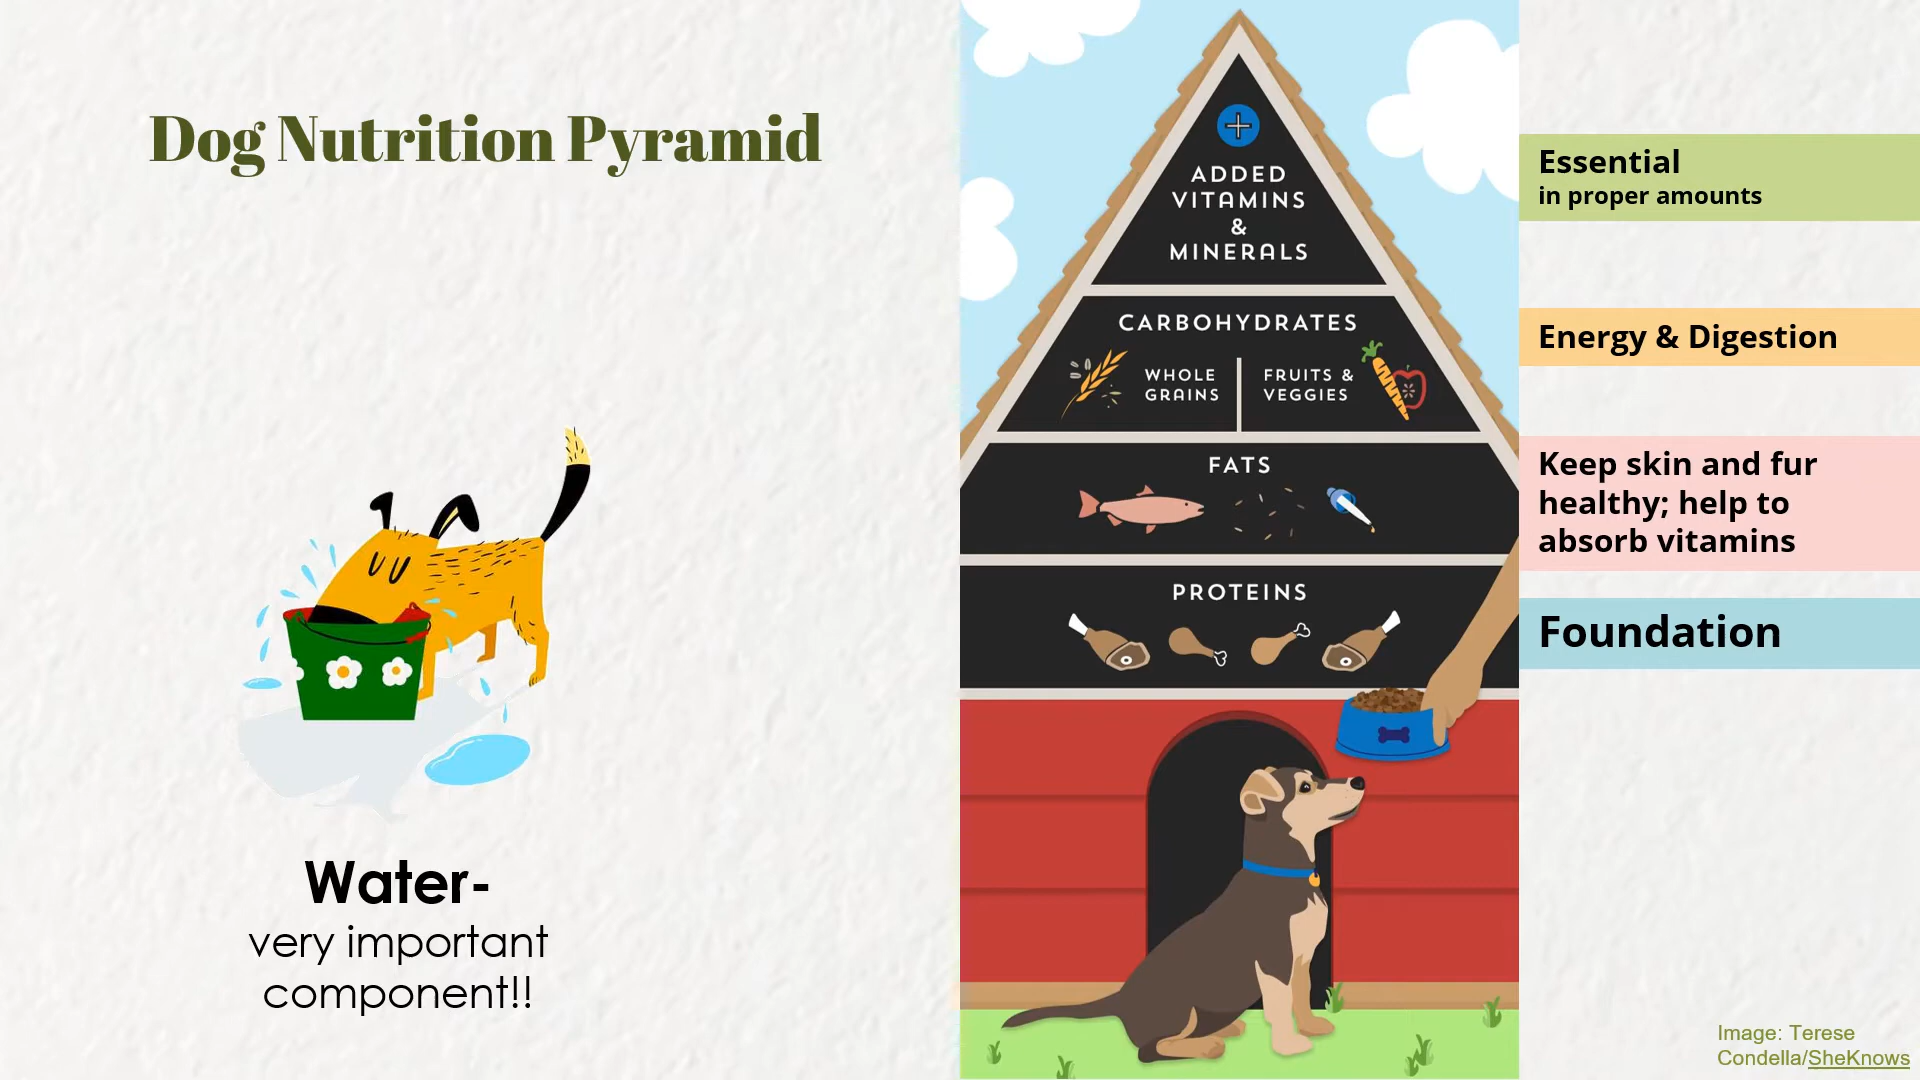 Dog Nutrition Pyramid
Water-
very important
component!!
ADDED
VITAMINS
&
MINERALS
CARBOHYDRATES
WHOLE
GRAINS
FRUITS &
VEGGIES
FATS
PROTEINS
Essential
in proper amounts
Energy & Digestion
Keep skin and fur
healthy; help to
absorb vitamins
Foundation
Image: Terese
Condella/SheKnows